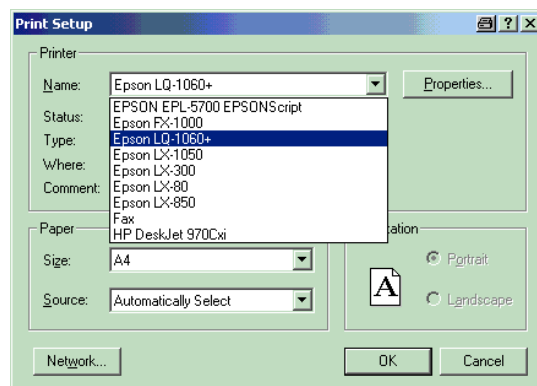 Print Setup
Printer
Name: Epson LQ-1060+ Properties...
Status: EPSON EPL-5700 EPSONScript
Epson FX-1000
Type: Epson LQ-1060+
Epson LX-1050
Where: Epson LX-300
Comment: Epson LX-80
Epson LX-850
Fax
HP DeskJet 970Cxi
Paper ation
Size: A4 Portrait
A
Source: Automatically Select Landscape
Network... OK Cancel